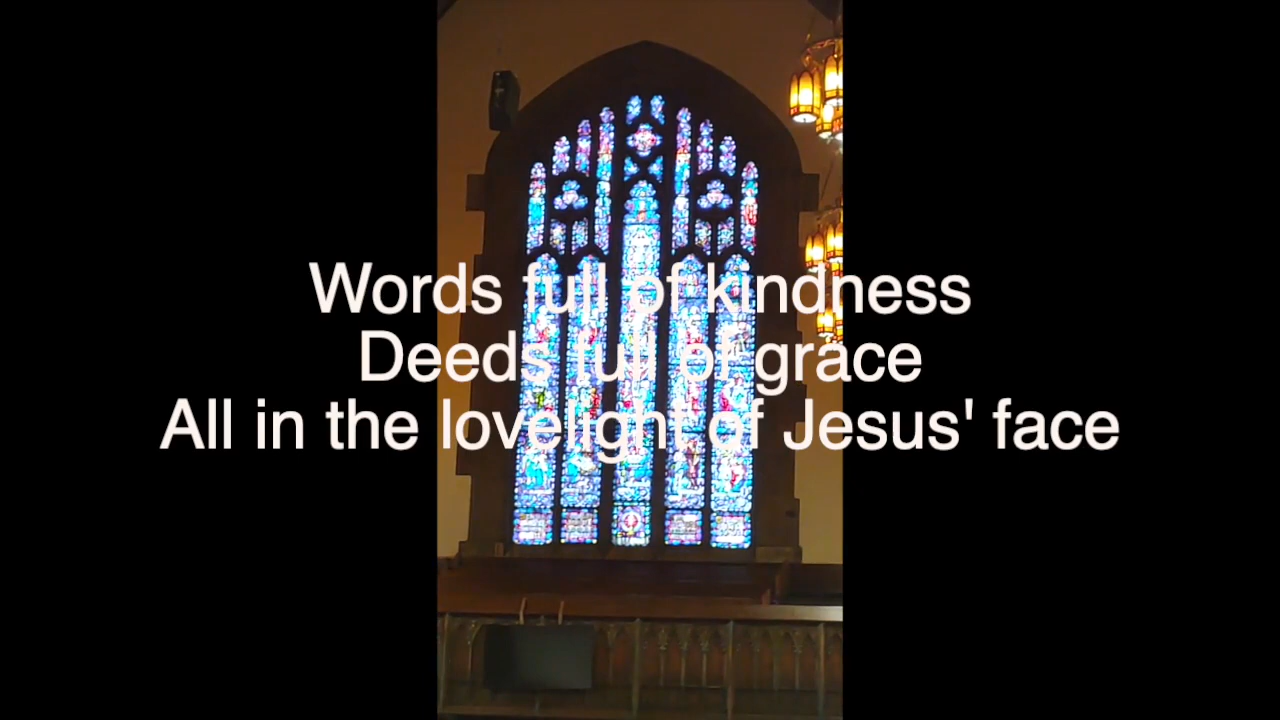 Words full of kindness
Deeds full of grace
All in the lovelight of Jesus' face